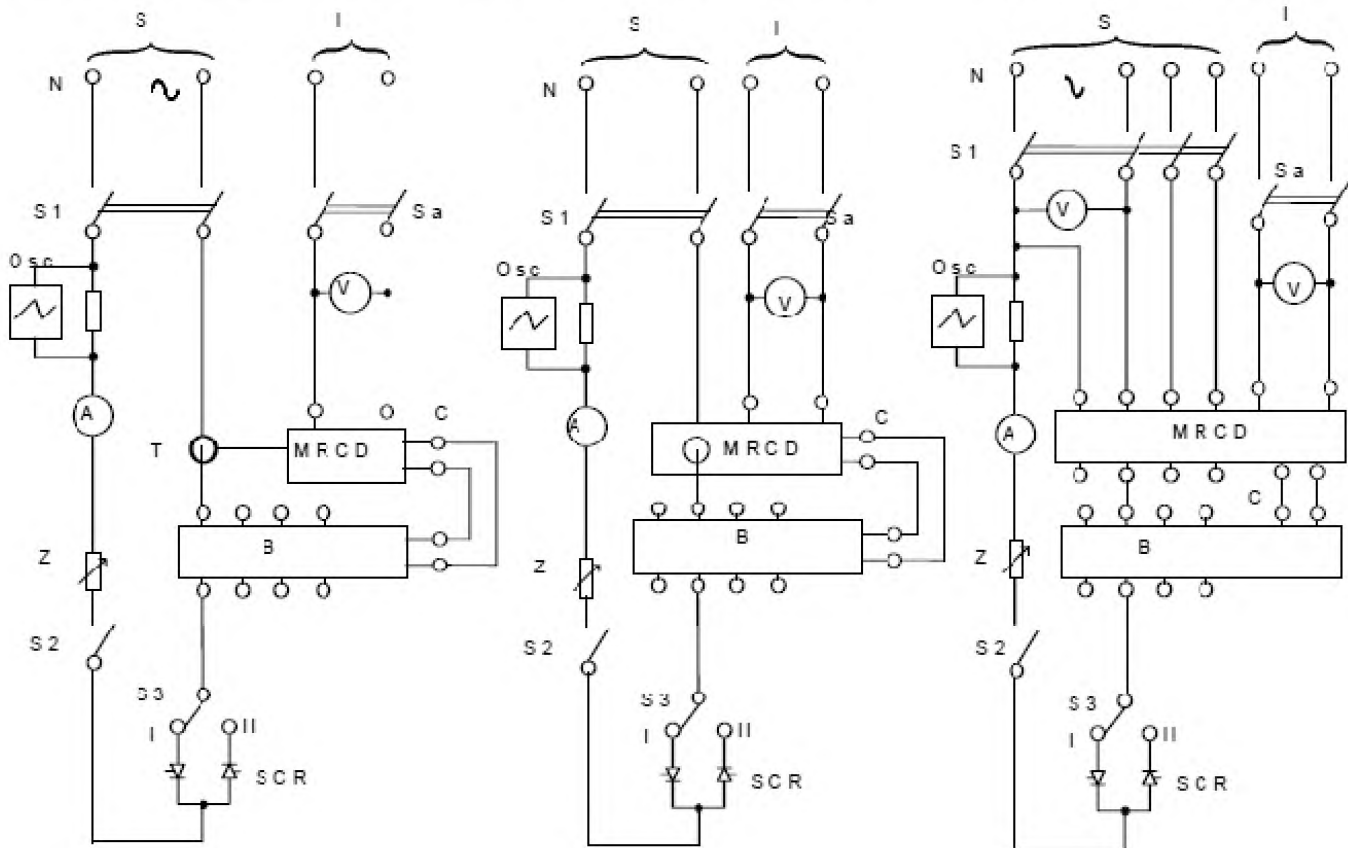 S I
N
S1 Sa
Osc
V
A
T MRCD C
Z B
S2
S3
I II
SCR
S I
N
S1 Sa
Osc
V
A MRCD C
Z B
S2
S3
I II
SCR
S I
N
S1 Sa
V
Osc
V
A MRCD
C
Z B
S2
S3
I II
SCR